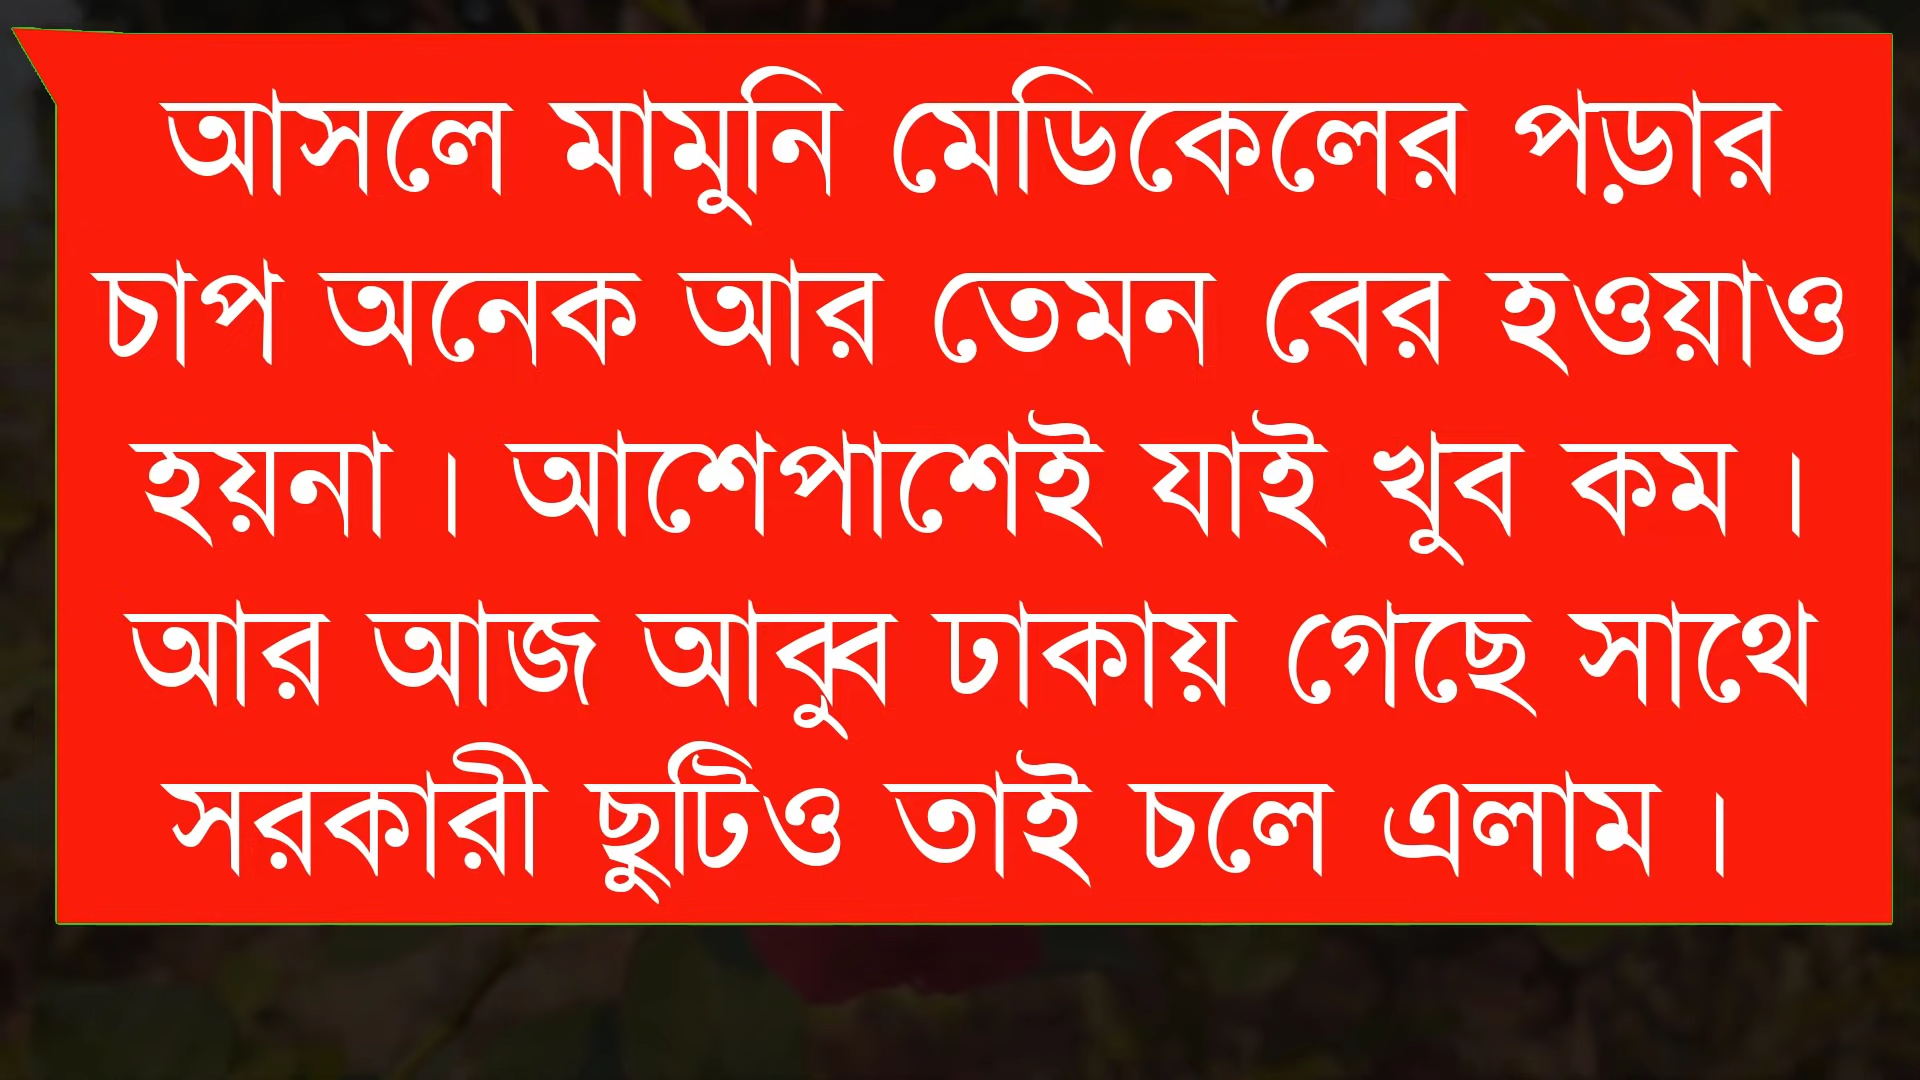 আসলে মামুনি মেডিকেলের পড়ার
চাপ অনেক আর তেমন বের হওয়াও
হয়না । আশেপাশেই যাই খুব কম ।
আর আজ আব্বুব ঢাকায় গেছে সাথে
সরকারী ছুটিও তাই চলে এলাম ।